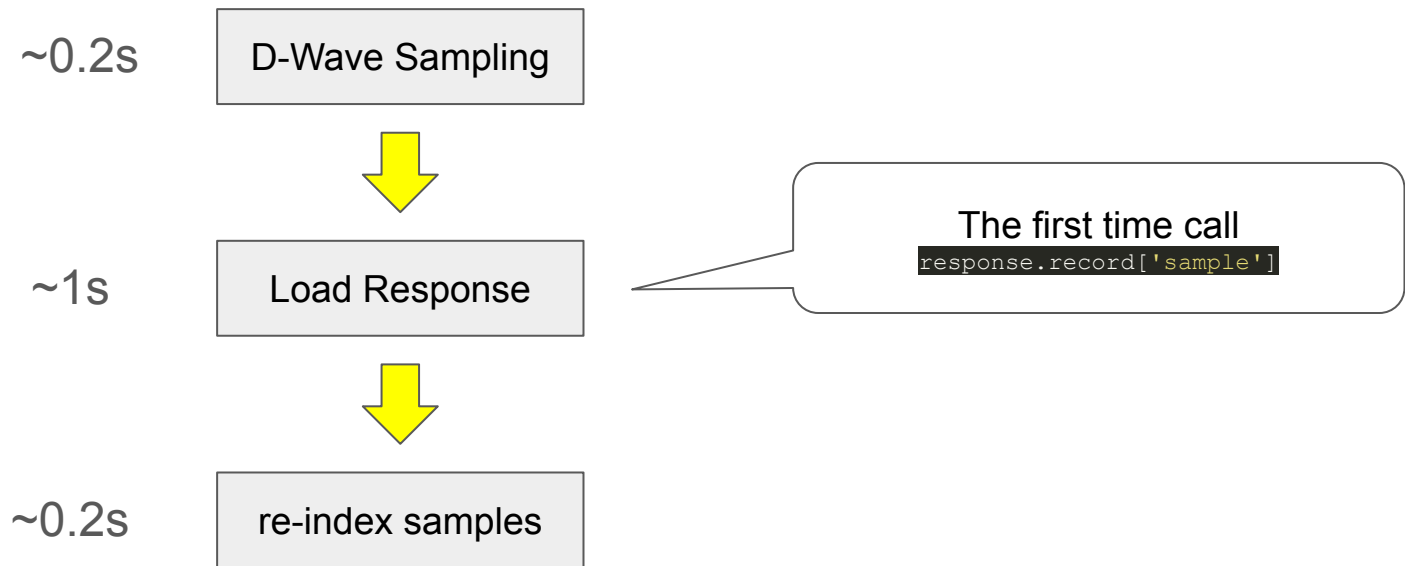 ~0.2s
D-Wave Sampling
The first time call
response.record['sample']
~1s
Load Response
~0.2s
re-index samples